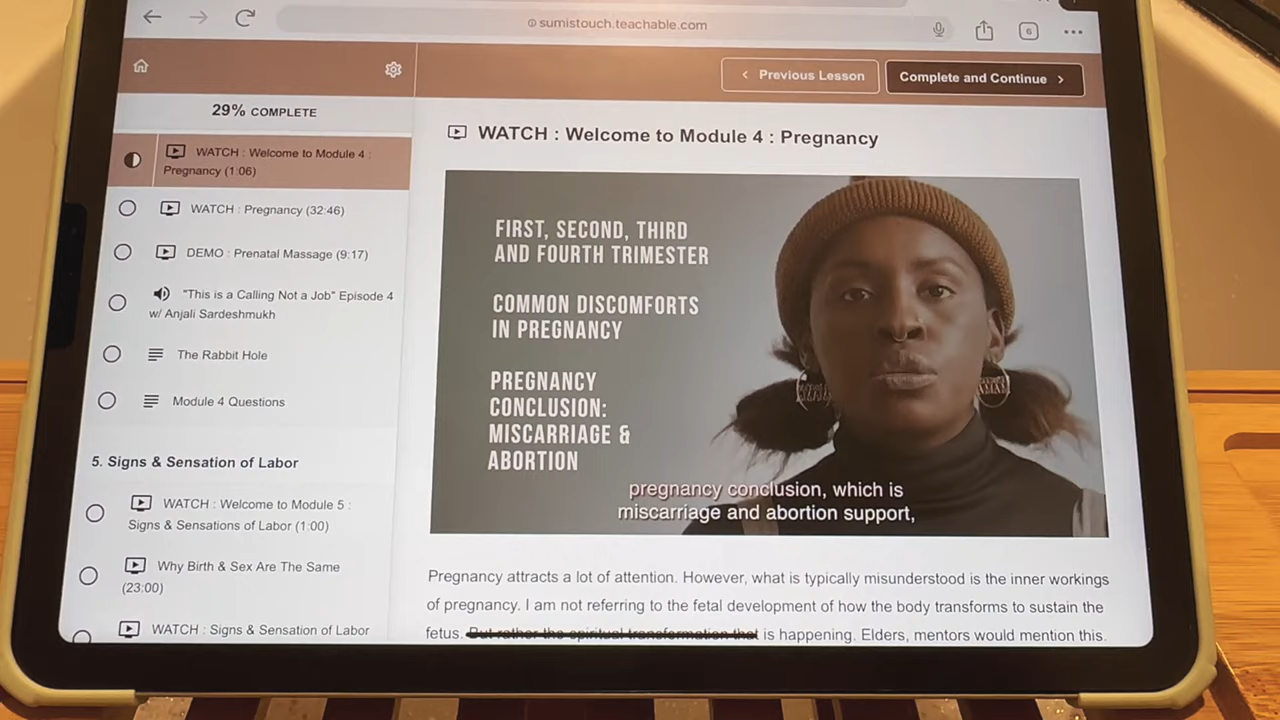 sumistouch.teachable.com
6
Previous Lesson
Complete and Continue
29% COMPLETE
WATCH : Welcome to Module 4 :
Pregnancy (1:06)
WATCH : Pregnancy (32:46)
DEMO : Prenatal Massage (9:17)
"This is a Calling Not a Job" Episode 4
w/ Anjali Sardeshmukh
The Rabbit Hole
Module 4 Questions
5. Signs & Sensation of Labor
WATCH : Welcome to Module 5 :
Signs & Sensations of Labor (1:00)
Why Birth & Sex Are The Same
(23:00)
WATCH : Signs & Sensation of Labor
WATCH : Welcome to Module 4 : Pregnancy
FIRST, SECOND, THIRD
AND FOURTH TRIMESTER
COMMON DISCOMFORTS
IN PREGNANCY
PREGNANCY
CONCLUSION:
MISCARRIAGE &
ABORTION
pregnancy conclusion, which is
miscarriage and abortion support,
Pregnancy attracts a lot of attention. However, what is typically misunderstood is the inner workings
of pregnancy. I am not referring to the fetal development of how the body transforms to sustain the
fetus. But rather the spiritual transformation that is happening. Elders, mentors would mention this.